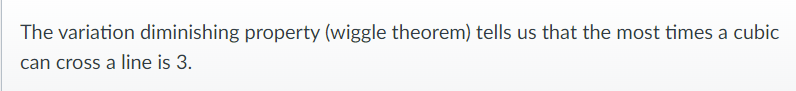 The variation diminishing property (wiggle theorem) tells us that the most times a cubic
can cross a line is 3.